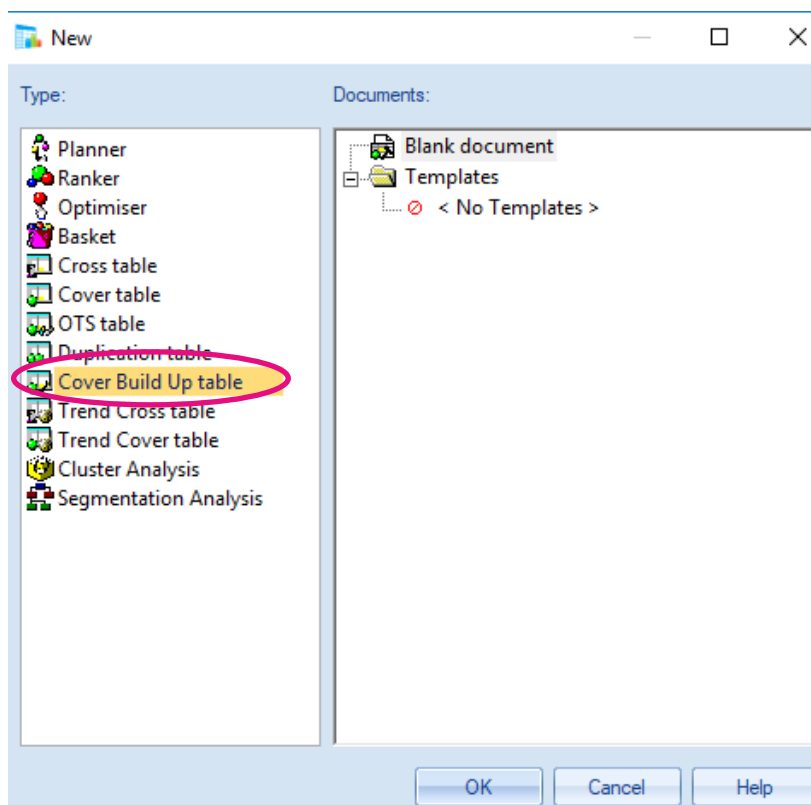 New
Type:
Documents:
Planner
Ranker
Optimiser
Basket
Cross table
Cover table
OTS table
Duplication table
Cover Build Up table
Trend Cross table
Trend Cover table
Cluster Analysis
Segmentation Analysis
Blank document
Templates
< No Templates >
OK
Cancel
Help